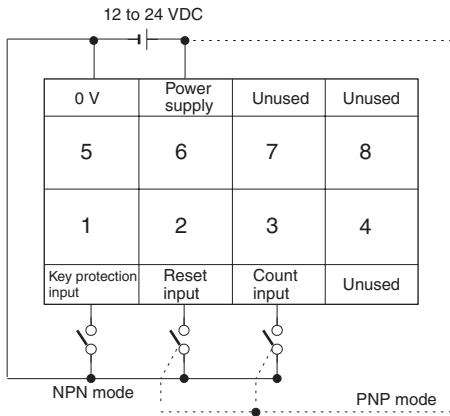 12 to 24 VDC
0 V
Power
supply
Unused
Unused
5
6
7
8
1
2
3
4
Key protection
input
Reset
input
Count
input
Unused
NPN mode
PNP mode